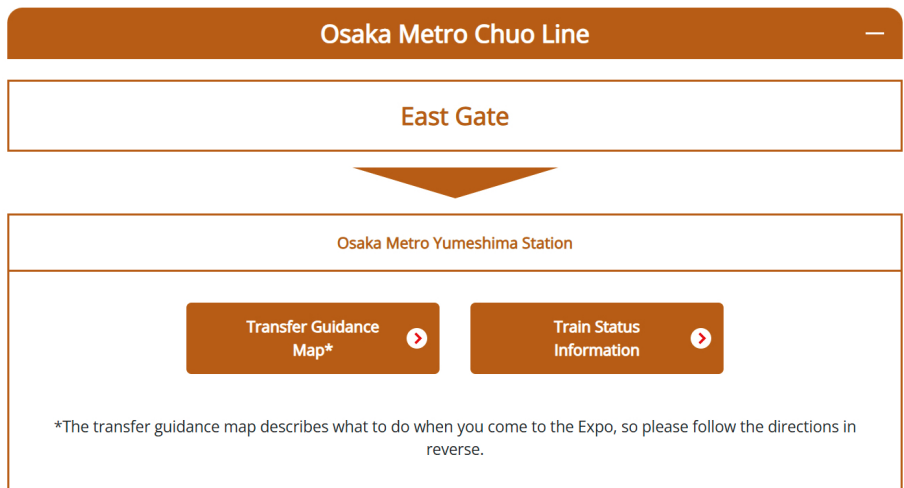 Osaka Metro Chuo Line
East Gate
Osaka Metro Yumeshima Station
Transfer Guidance
Map*
Train Status
Information
*The transfer guidance map describes what to do when you come to the Expo, so please follow the directions in
reverse.